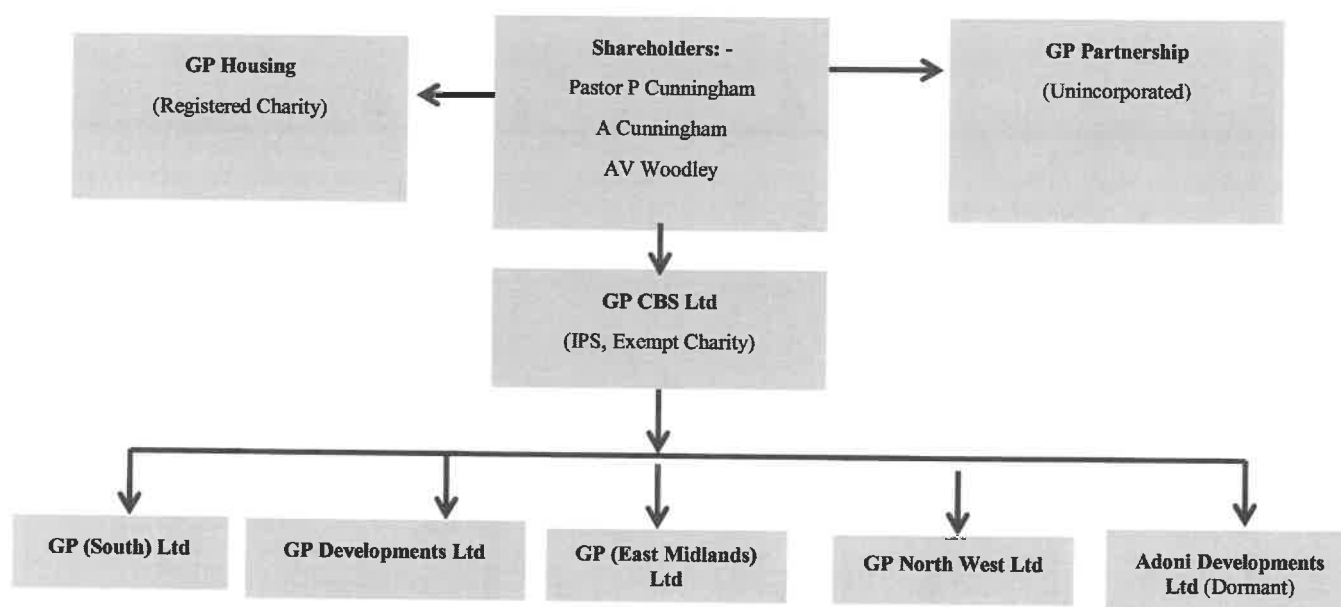 GP Housing
(Registered Charity)
Shareholders: -
Pastor P Cunningham
A Cunningham
AV Woodley
GP Partnership
(Unincorporated)
GP CBS Ltd
(IPS, Exempt Charity)
GP (South) Ltd
GP Developments Ltd
GP (East Midlands)
Ltd
GP North West Ltd
Adoni Developments
Ltd (Dormant)